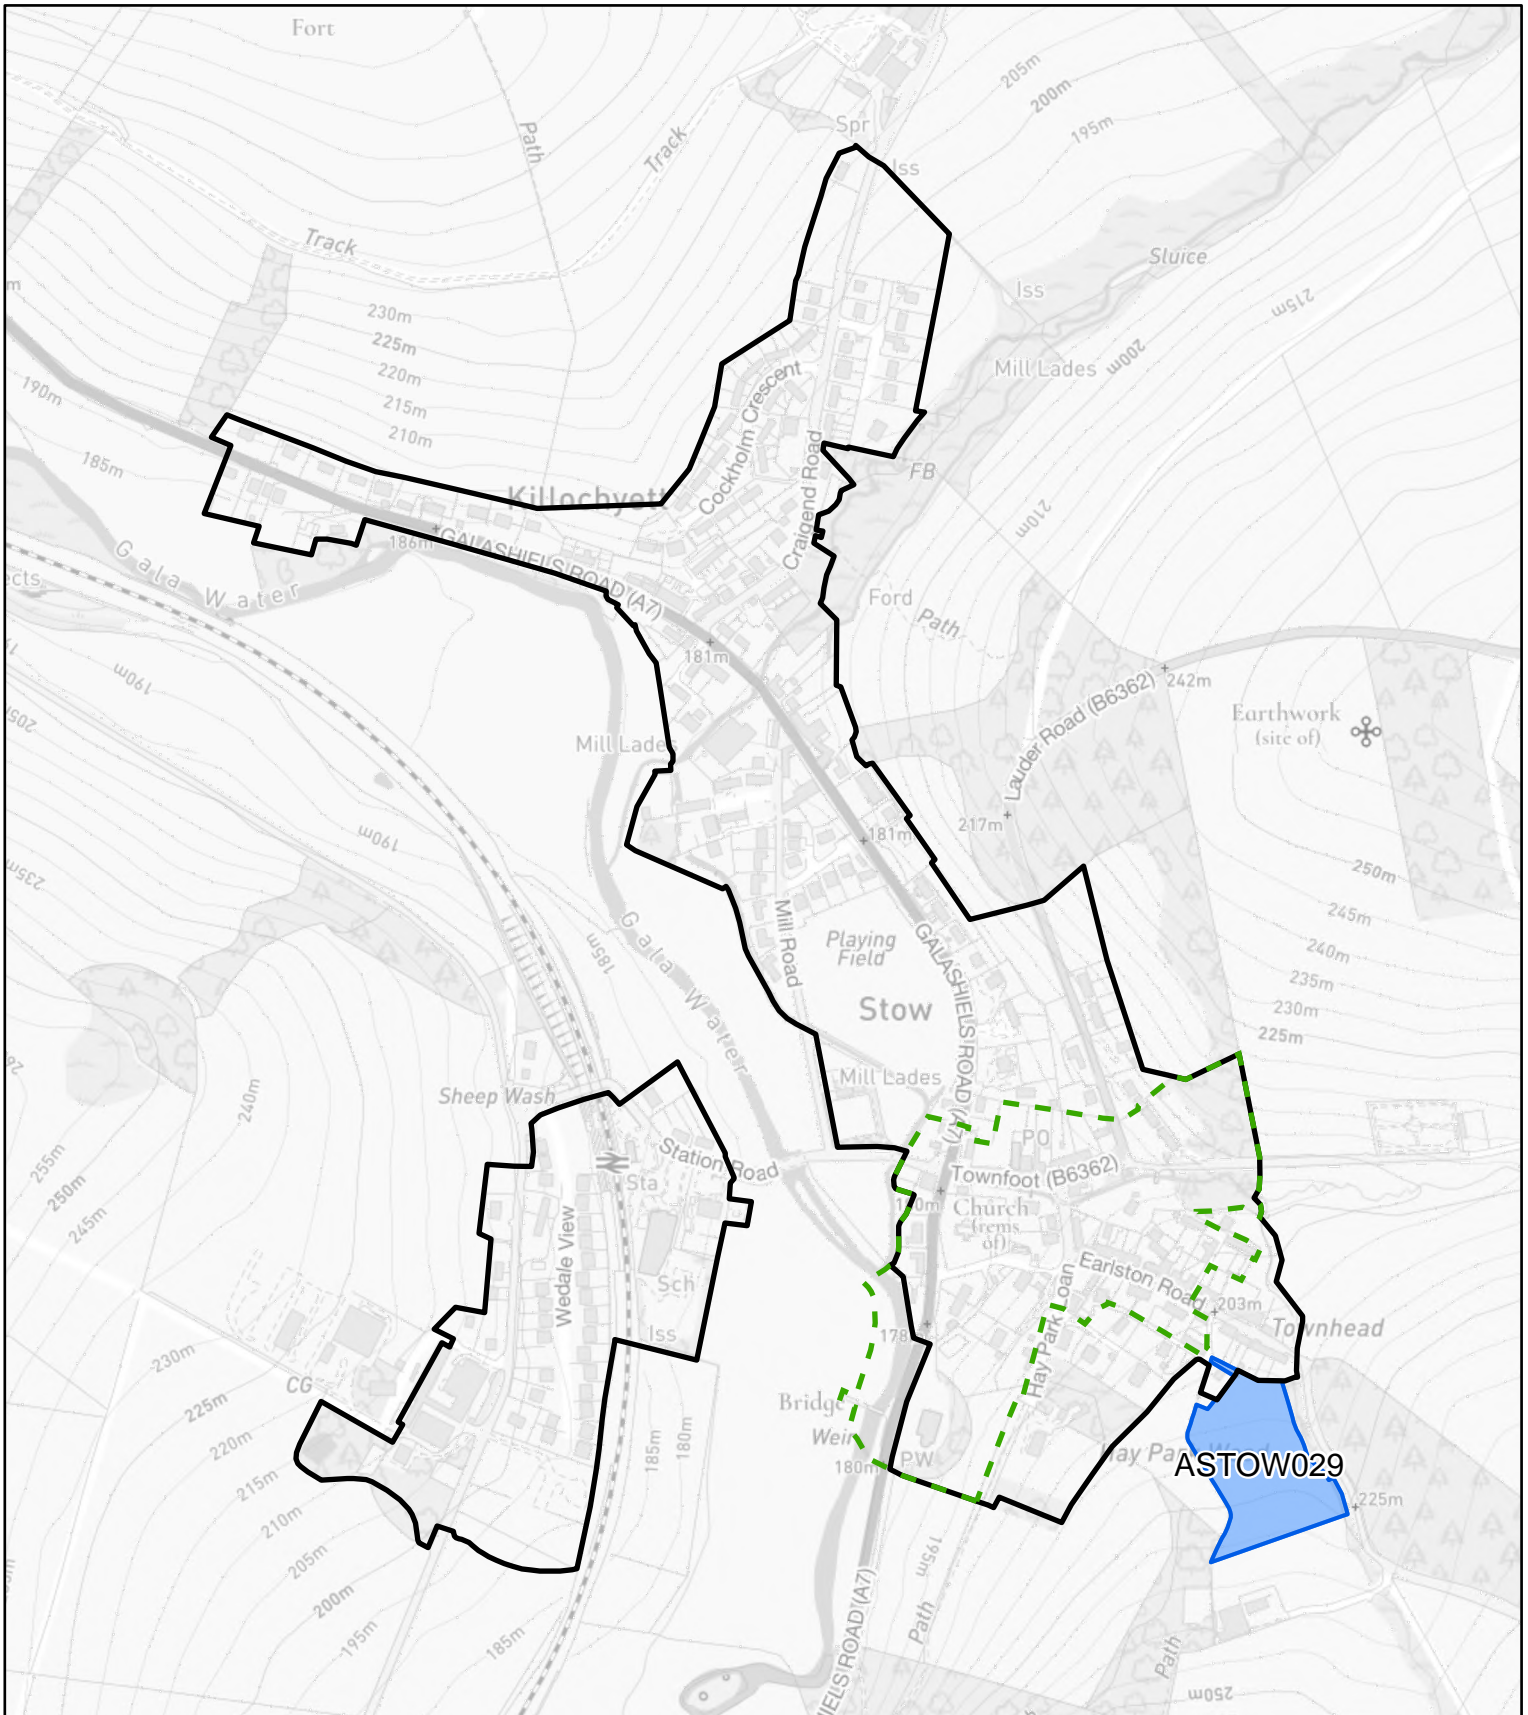 Fort
205m
200m
195m
Spr
Path
Track
Iss
Track
Sluice
Iss
215m
230m
225m
220m
215m
210m
190m
185m
Mill Lades
200m
Cockholm Crescent
Craigend Road
FB
Killochyett
210m
186m
GALASHIELS ROAD (A7)
Gala Water
Ford
Path
190m
205m
181m
242m
Lauder Road (B6362)
Earthwork
(site of)
Mill Lades
217m
181m
190m
235m
250m
245m
240m
235m
230m
225m
Mill Road
Playing
Field
GALASHIELS ROAD (A7)
Stow
185m
Gala Water
Mill Lades
Sheep Wash
240m
255m
250m
245m
Station Road
Sta
PO
Townfoot (B6362)
Church
(rems
of)
Wedale View
Sch
Iss
Earlston Road
203m
Townhead
Hay Park Loan
178
230m
CG
225m
220m
215m
210m
205m
200m
195m
185m
185m
180m
Bridge
Weir
180m
PW
ASTOW029
225m
195m
Path
Path
250m